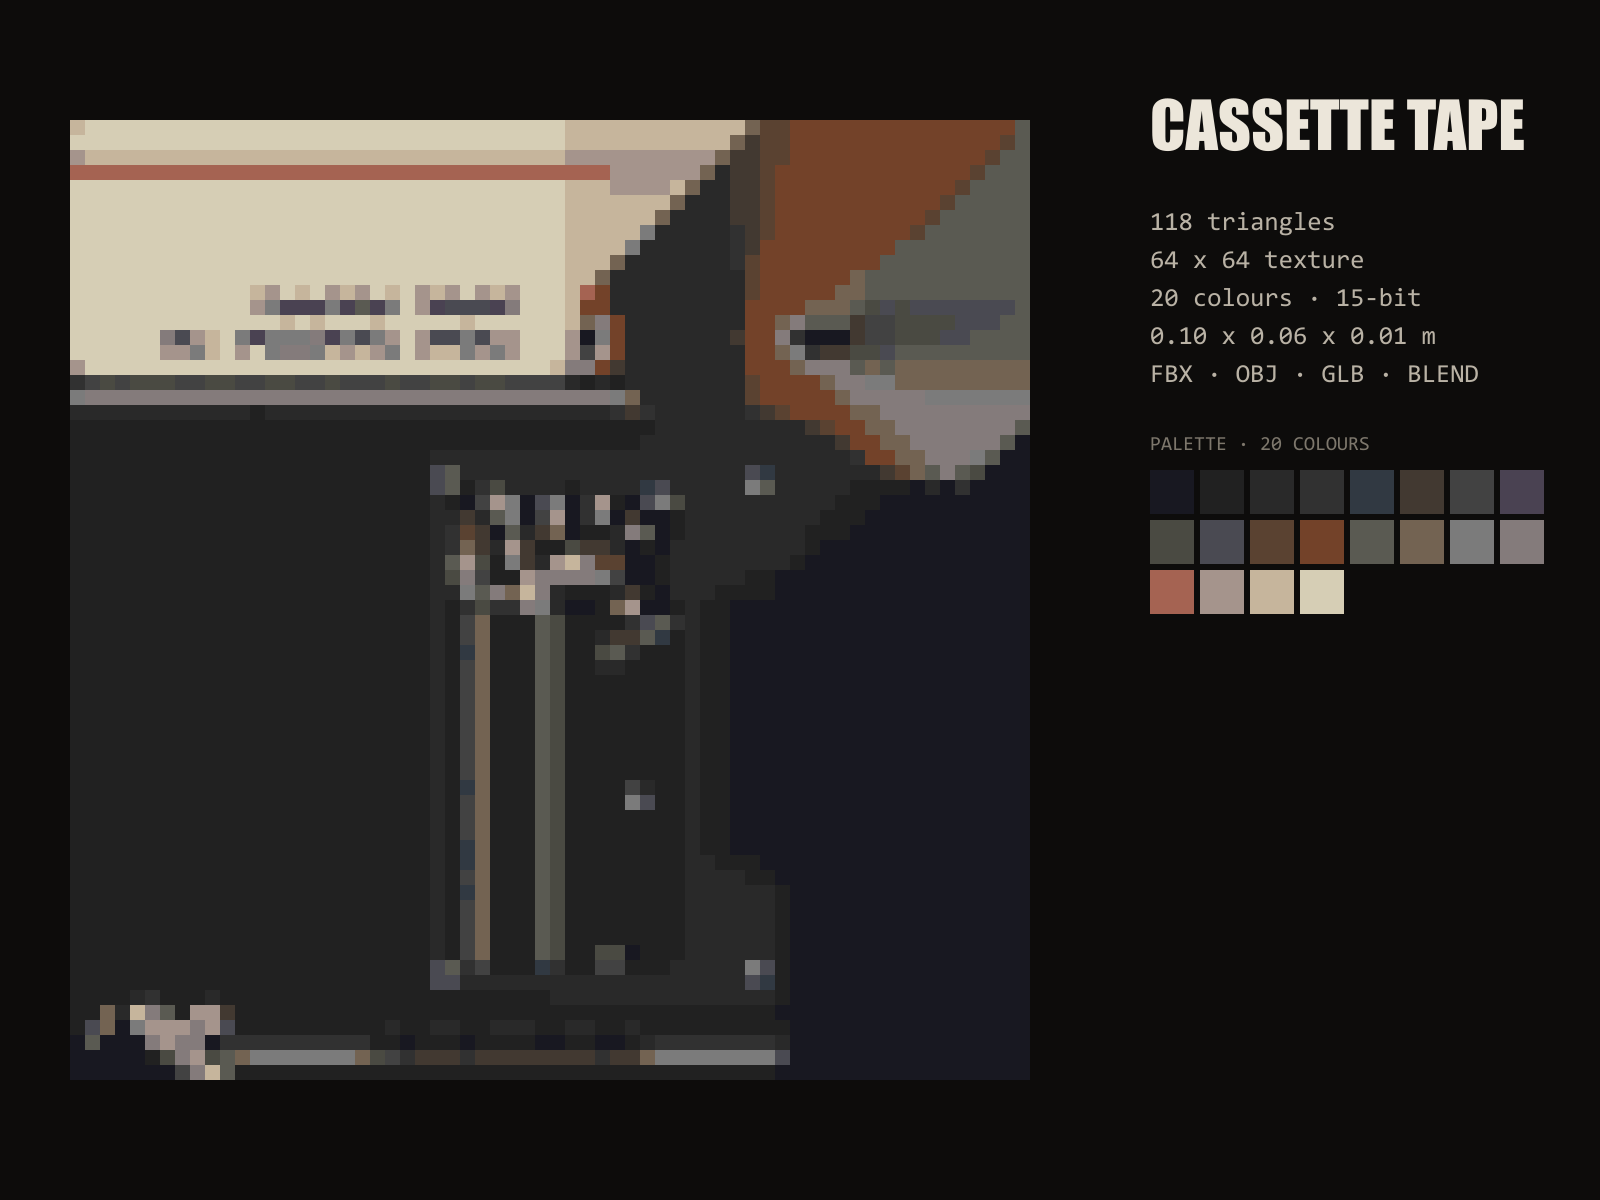 CASSETTE TAPE
118 triangles
64 x 64 texture
20 colours · 15-bit
0.10 x 0.06 x 0.01 m
FBX · OBJ · GLB · BLEND
PALETTE · 20 COLOURS